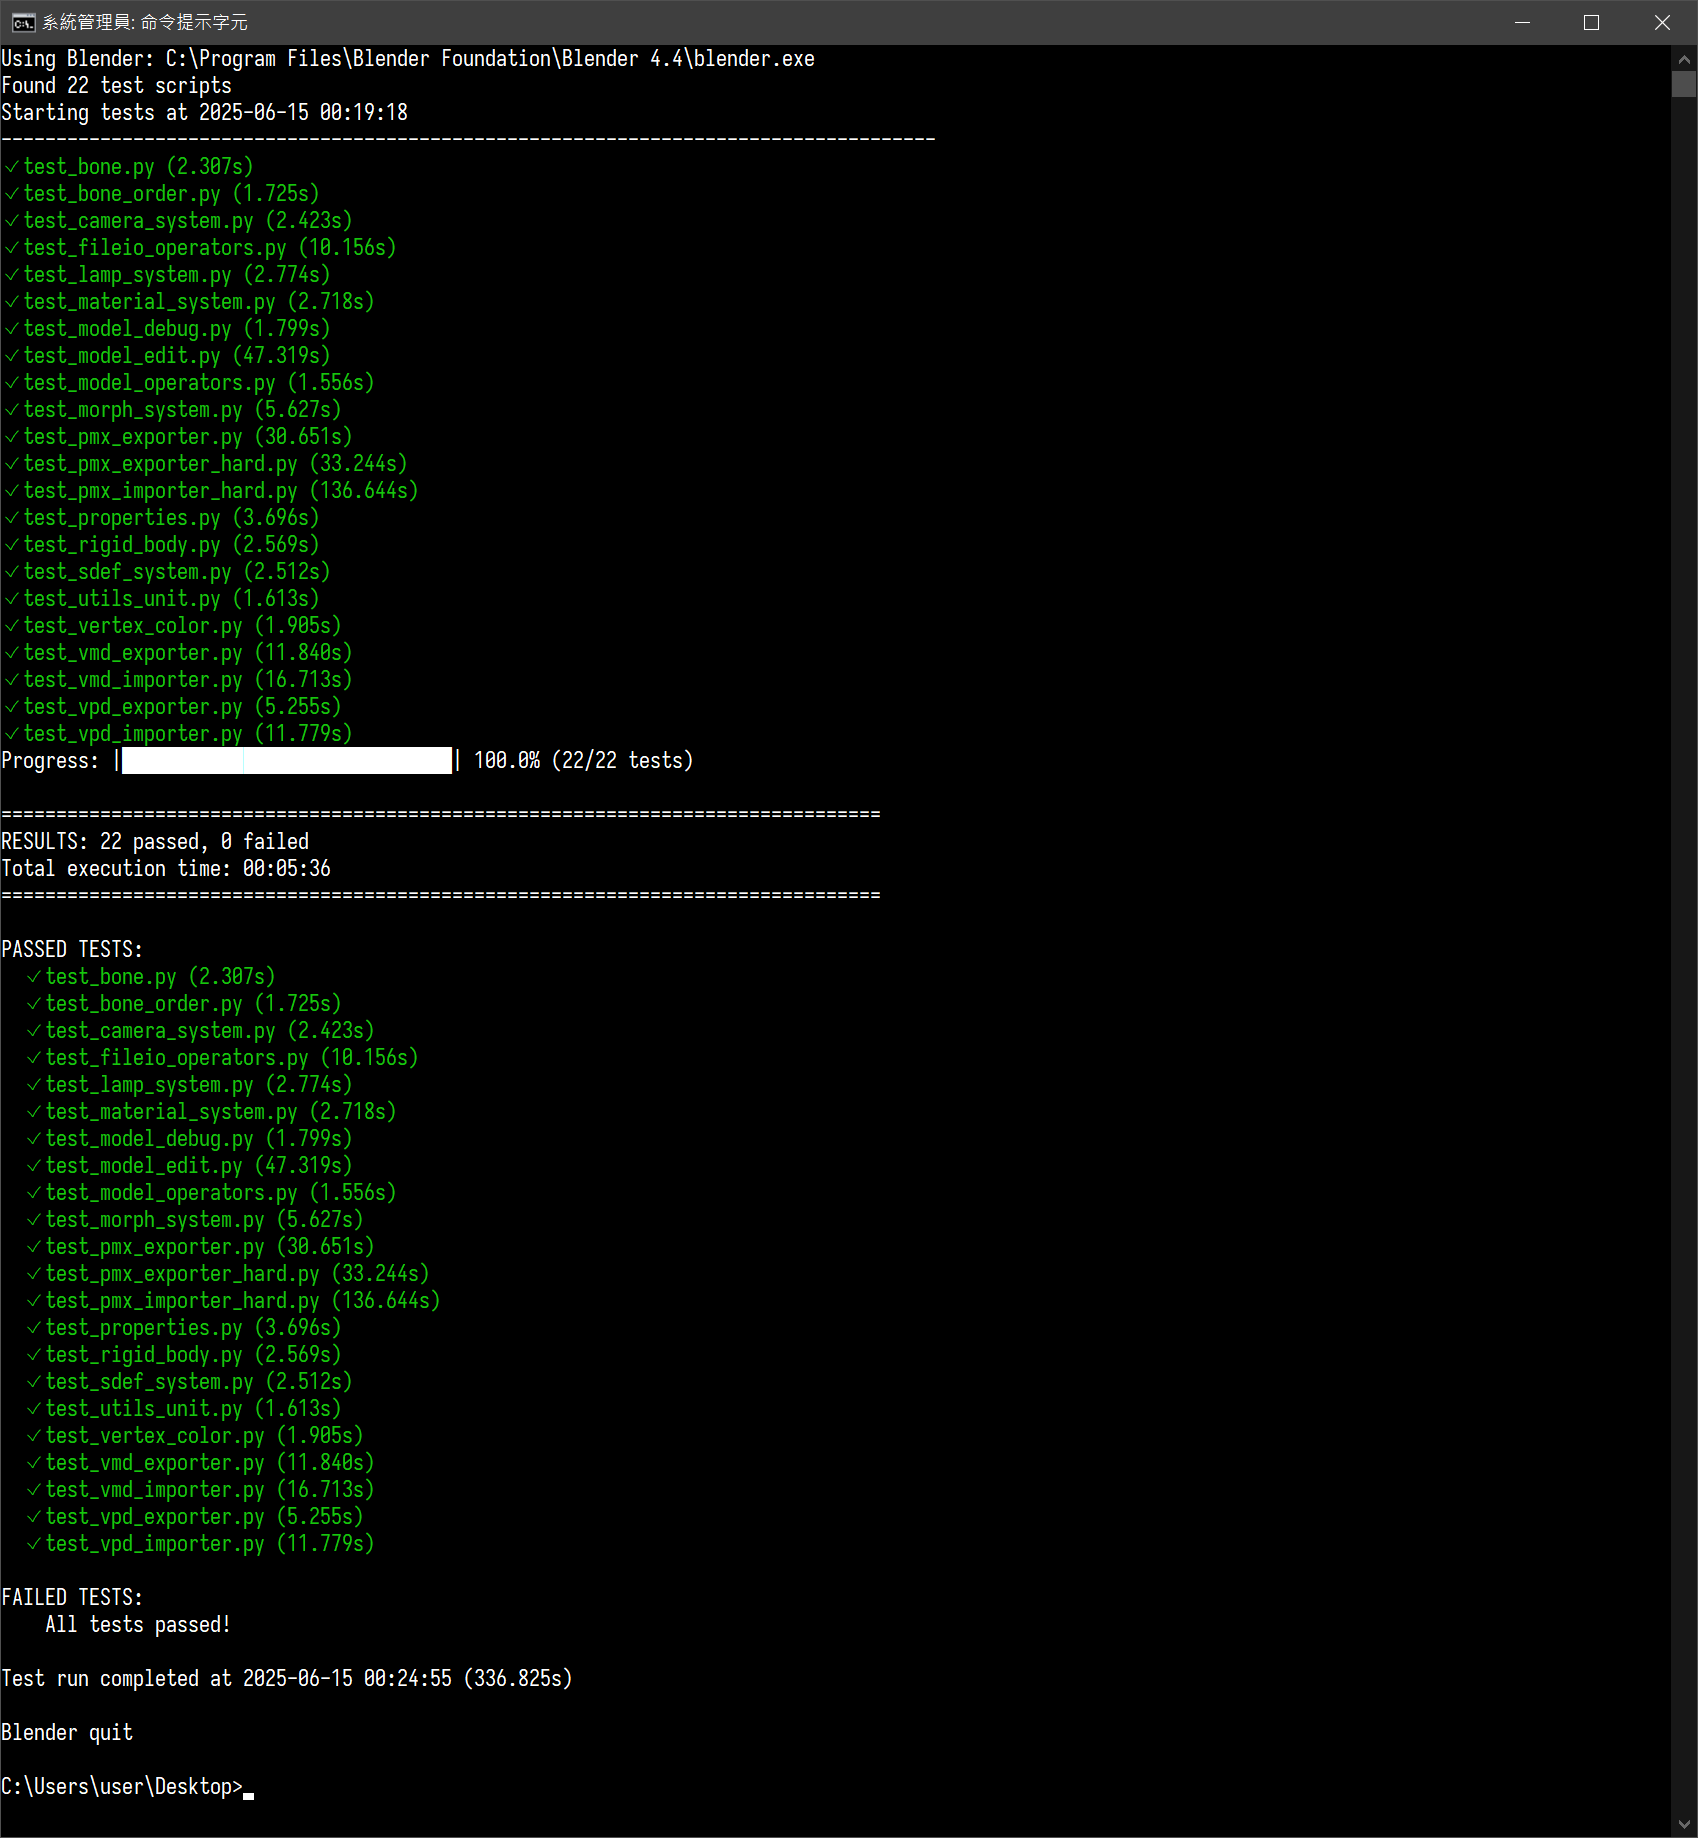 系統管理員: 命令提示字元
Using Blender: C:\Program Files\Blender Foundation\Blender 4.4\blender.exe
Found 22 test scripts
Starting tests at 2025-06-15 00:19:18
-------------------------------------------------------------------------------------
✓test_bone.py (2.307s)
✓test_bone_order.py (1.725s)
✓test_camera_system.py (2.423s)
✓test_fileio_operators.py (10.156s)
✓test_lamp_system.py (2.774s)
✓test_material_system.py (2.718s)
✓test_model_debug.py (1.799s)
✓test_model_edit.py (47.319s)
✓test_model_operators.py (1.556s)
✓test_morph_system.py (5.627s)
✓test_pmx_exporter.py (30.651s)
✓test_pmx_exporter_hard.py (33.244s)
✓test_pmx_importer_hard.py (136.644s)
✓test_properties.py (3.696s)
✓test_rigid_body.py (2.569s)
✓test_sdef_system.py (2.512s)
✓test_utils_unit.py (1.613s)
✓test_vertex_color.py (1.905s)
✓test_vmd_exporter.py (11.840s)
✓test_vmd_importer.py (16.713s)
✓test_vpd_exporter.py (5.255s)
✓test_vpd_importer.py (11.779s)
Progress: |██████████████████████████████| 100.0% (22/22 tests)
================================================================================
RESULTS: 22 passed, 0 failed
Total execution time: 00:05:36
================================================================================
PASSED TESTS:
✓test_bone.py (2.307s)
✓test_bone_order.py (1.725s)
✓test_camera_system.py (2.423s)
✓test_fileio_operators.py (10.156s)
✓test_lamp_system.py (2.774s)
✓test_material_system.py (2.718s)
✓test_model_debug.py (1.799s)
✓test_model_edit.py (47.319s)
✓test_model_operators.py (1.556s)
✓test_morph_system.py (5.627s)
✓test_pmx_exporter.py (30.651s)
✓test_pmx_exporter_hard.py (33.244s)
✓test_pmx_importer_hard.py (136.644s)
✓test_properties.py (3.696s)
✓test_rigid_body.py (2.569s)
✓test_sdef_system.py (2.512s)
✓test_utils_unit.py (1.613s)
✓test_vertex_color.py (1.905s)
✓test_vmd_exporter.py (11.840s)
✓test_vmd_importer.py (16.713s)
✓test_vpd_exporter.py (5.255s)
✓test_vpd_importer.py (11.779s)
FAILED TESTS:
All tests passed!
Test run completed at 2025-06-15 00:24:55 (336.825s)
Blender quit
C:\Users\user\Desktop>